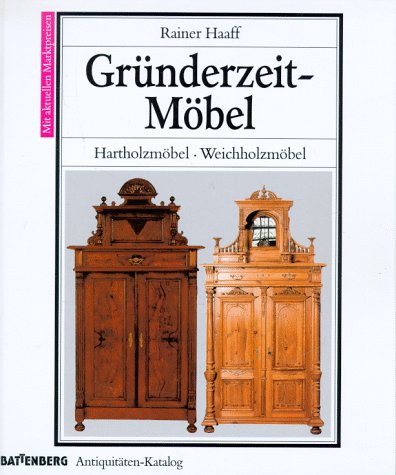 Rainer Haaff
Gründerzeit-
Möbel
Hartholzmöbel · Weichholzmöbel
Mit aktuellen Marktpreisen
BATTENBERG Antiquitäten-Katalog